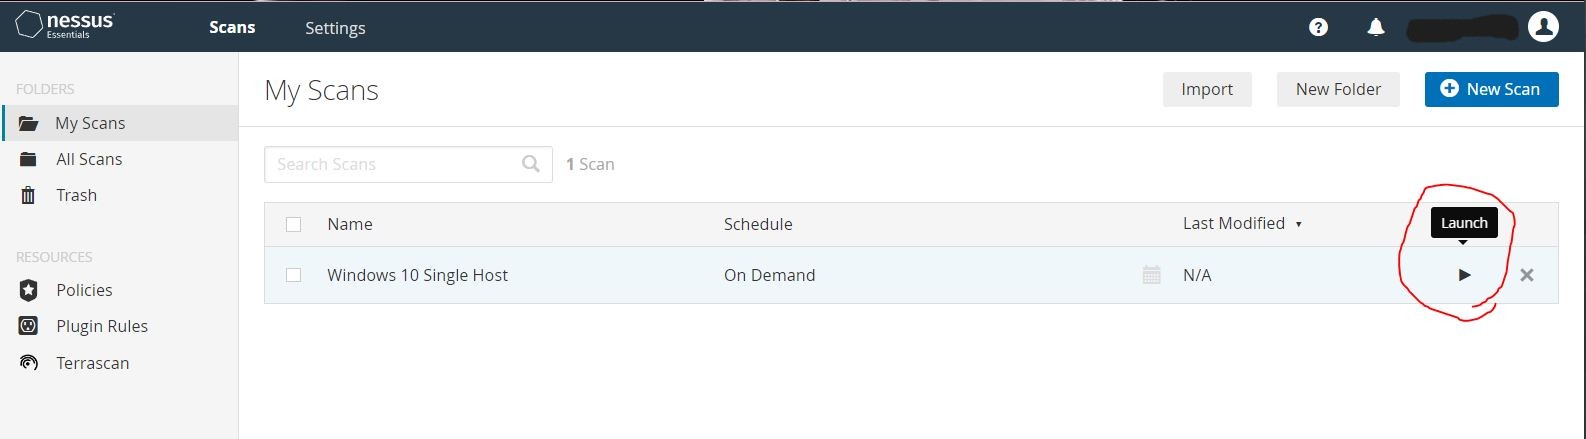 nessus
Essentials
Scans
Settings
FOLDERS
My Scans
All Scans
Trash
RESOURCES
Policies
Plugin Rules
Terrascan
My Scans
Import
New Folder
New Scan
Search Scans
1 Scan
Name
Schedule
Last Modified
Launch
Windows 10 Single Host
On Demand
N/A